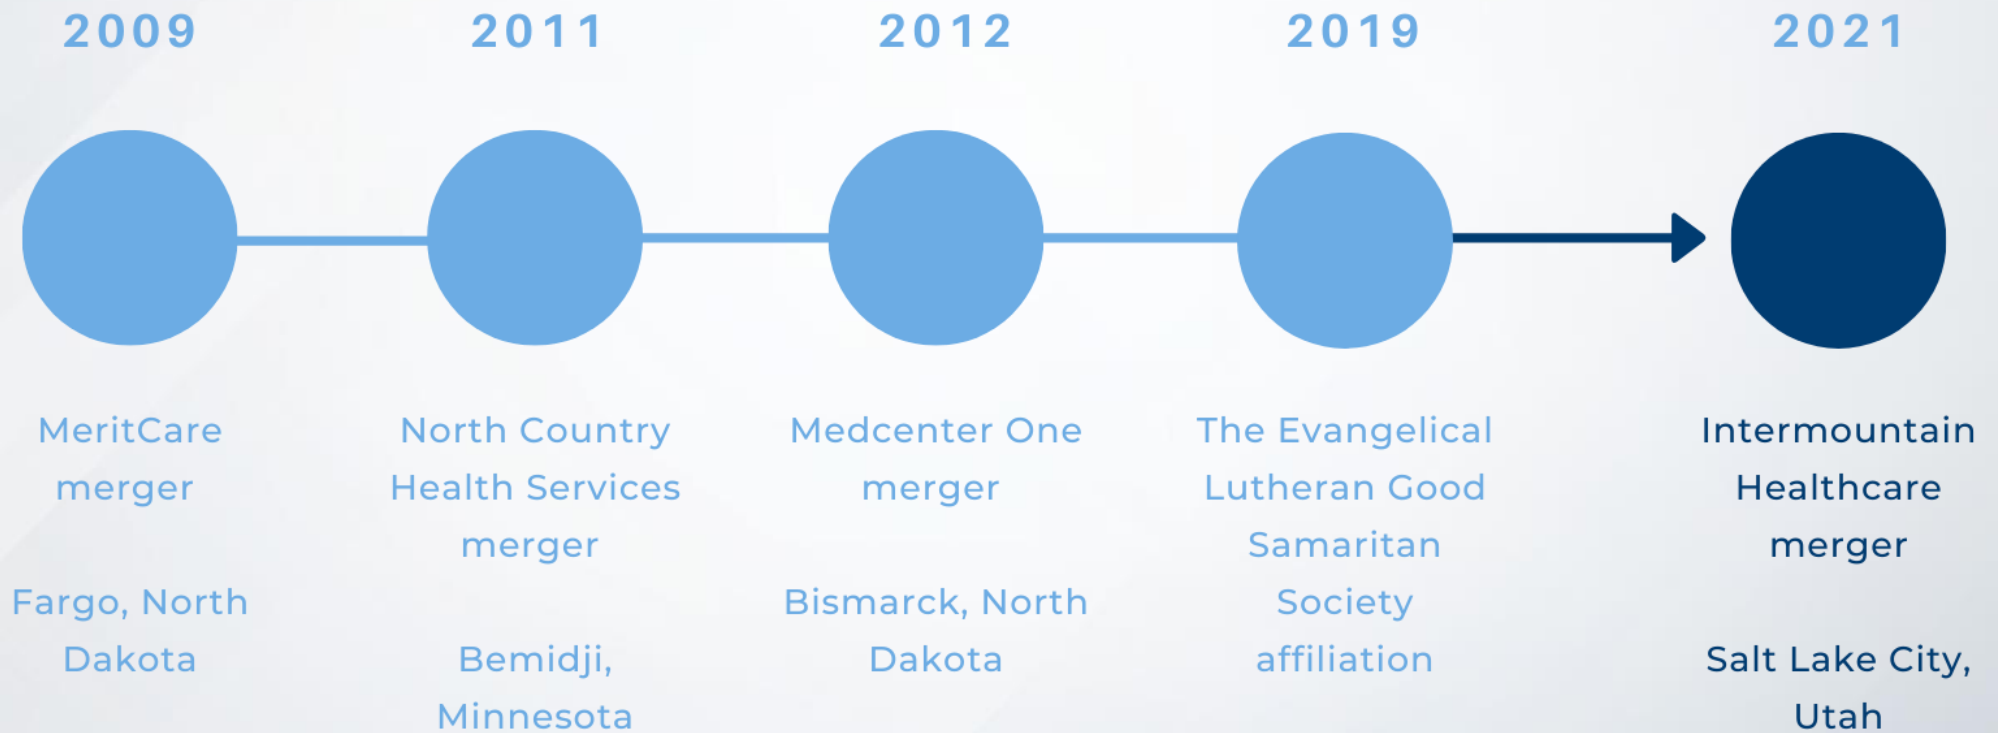 2009
MeritCare
merger
Fargo, North
Dakota
2011
North Country
Health Services
merger
Bemidji,
Minnesota
2012
Medcenter One
merger
Bismarck, North
Dakota
2019
The Evangelical
Lutheran Good
Samaritan
Society
affiliation
2021
Intermountain
Healthcare
merger
Salt Lake City,
Utah